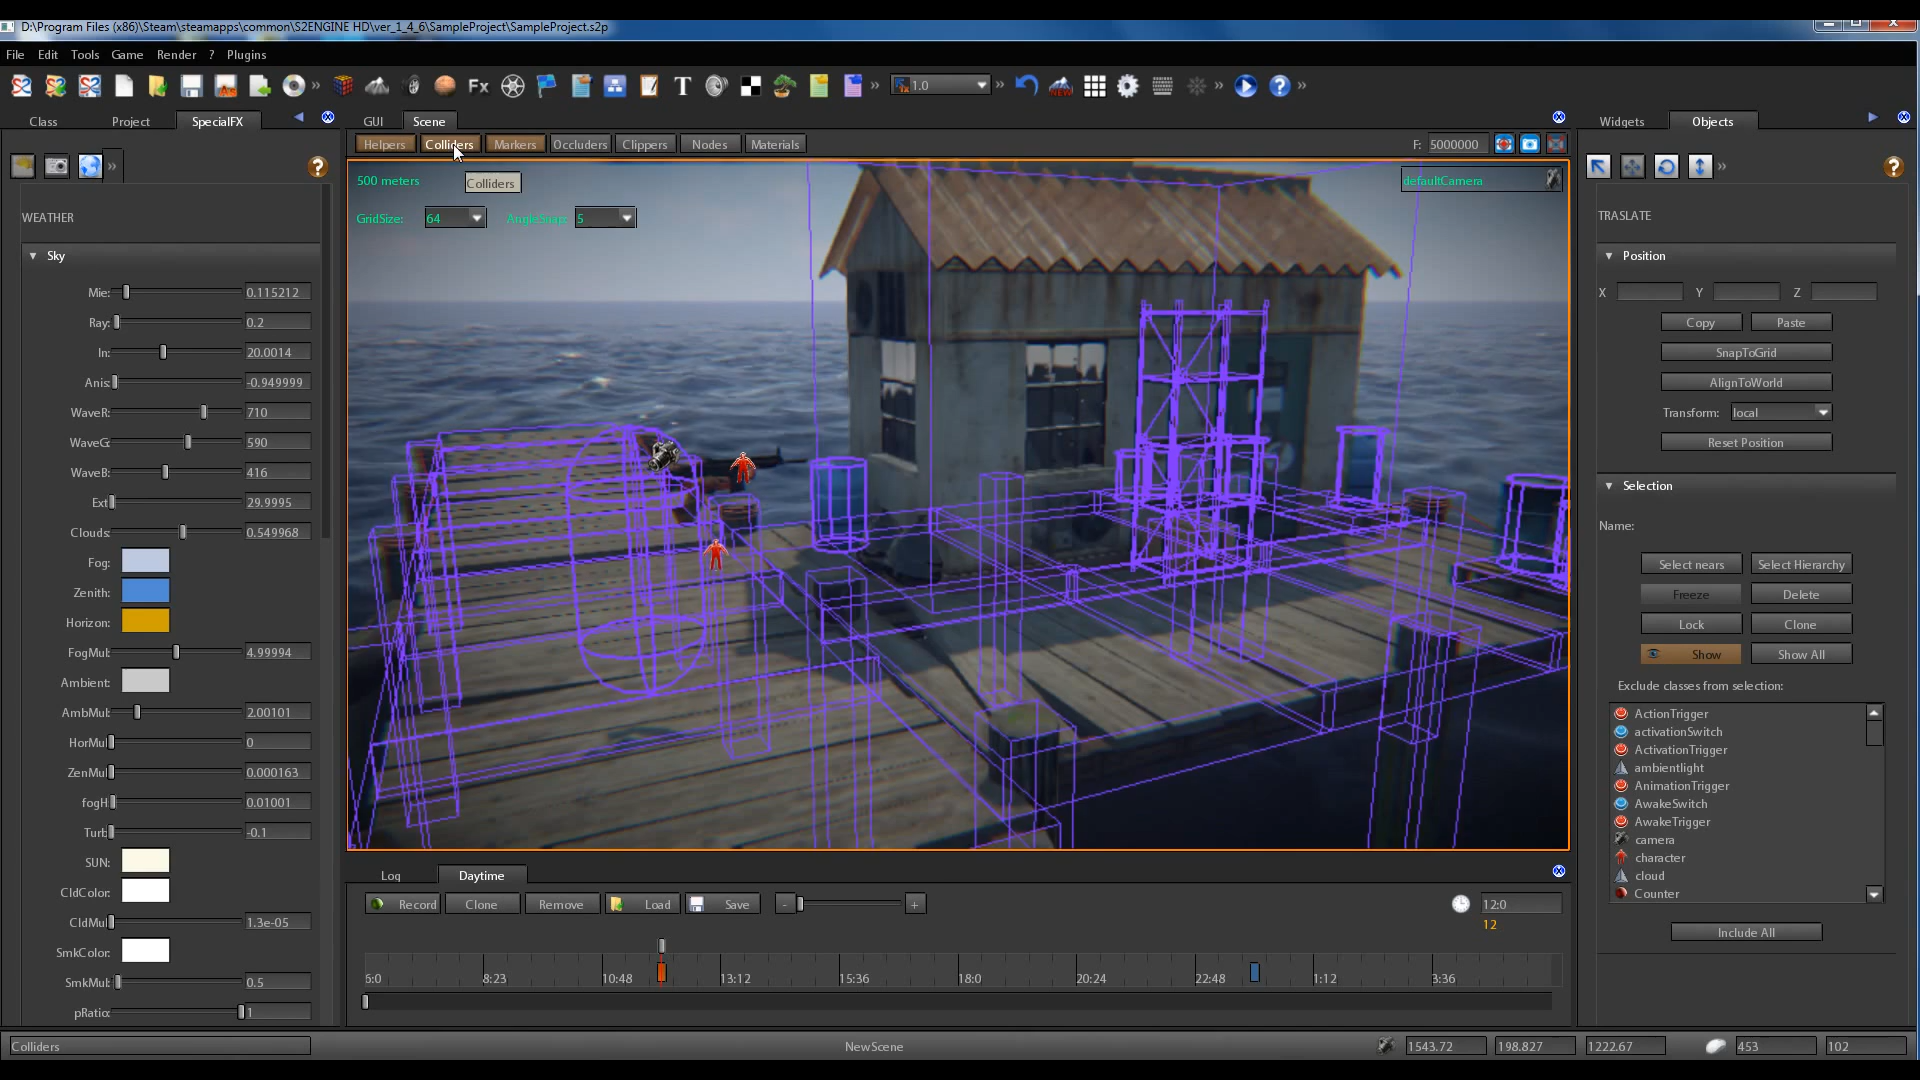 D:\Program Files (x86)\Steam\steamapps\common\S2ENGINE HD\ver_1_4_6\SampleProject\SampleProject.s2p
File Edit Tools Game Render ? Plugins
Fx T 1.0
Class Project SpecialFX
GUI Scene
Widgets Objects
Helpers Colliders Markers Occluders Clippers Nodes Materials F: 5000000
500 meters Colliders defaultCamera
GridSize: 64 AngleSnap: 5
WEATHER
Sky
Mie: 0.115212
Ray: 0.2
In: 20.0014
Anis: -0.949999
WaveR: 710
WaveG: 590
WaveB: 416
Ext: 29.9995
Clouds: 0.549968
Fog:
Zenith:
Horizon:
FogMul: 4.99994
Ambient:
AmbMul: 2.00101
HorMul 0
ZenMul 0.000163
fogH 0.01001
Turb -0.1
SUN:
CldColor:
CldMul 1.3e-05
SmkColor:
SmkMul: 0.5
pRatio: 1
TRASLATE
Position
X Y Z
Copy Paste
SnapToGrid
AlignToWorld
Transform: local
Reset Position
Selection
Name:
Select nears Select Hierarchy
Freeze Delete
Lock Clone
Show Show All
Exclude classes from selection:
ActionTrigger
activationSwitch
ActivationTrigger
ambientlight
AnimationTrigger
AwakeSwitch
AwakeTrigger
camera
character
cloud
Counter
Include All
Log Daytime
Record Clone Remove Load Save - + 12:0
12
6:0 8:23 10:48 13:12 15:36 18:0 20:24 22:48 1:12 3:36
Colliders NewScene 1543.72 198.827 1222.67 453 102